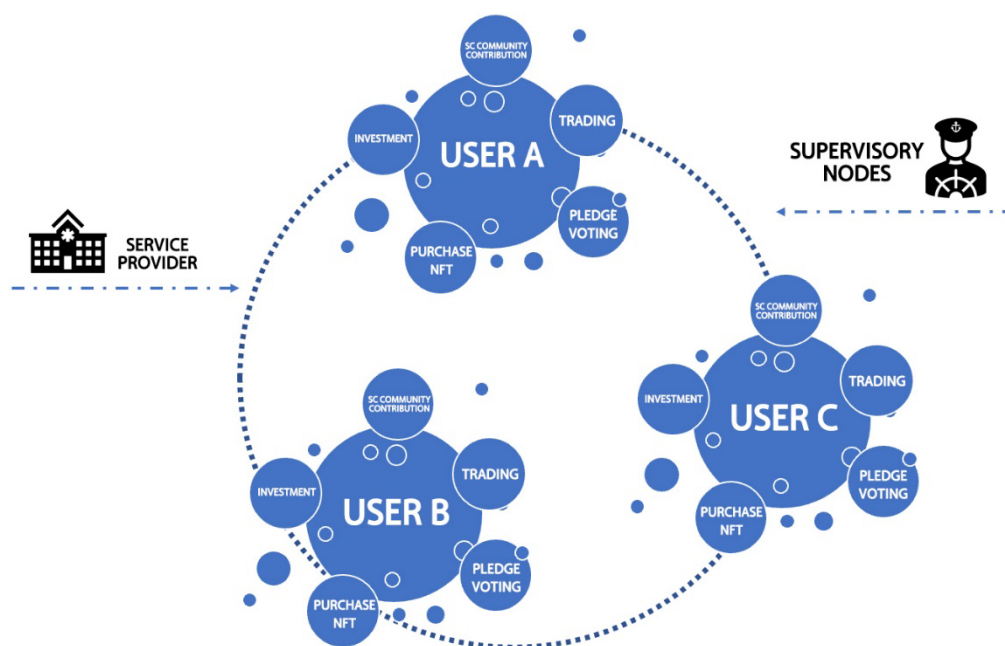 SC COMMUNITY
CONTRIBUTION
INVESTMENT
USER A
TRADING
PLEDGE
VOTING
PURCHASE
NFT
SUPERVISORY
NODES
SERVICE
PROVIDER
SC COMMUNITY
CONTRIBUTION
INVESTMENT
USER C
TRADING
PLEDGE
VOTING
PURCHASE
NFT
SC COMMUNITY
CONTRIBUTION
INVESTMENT
USER B
TRADING
PLEDGE
VOTING
PURCHASE
NFT